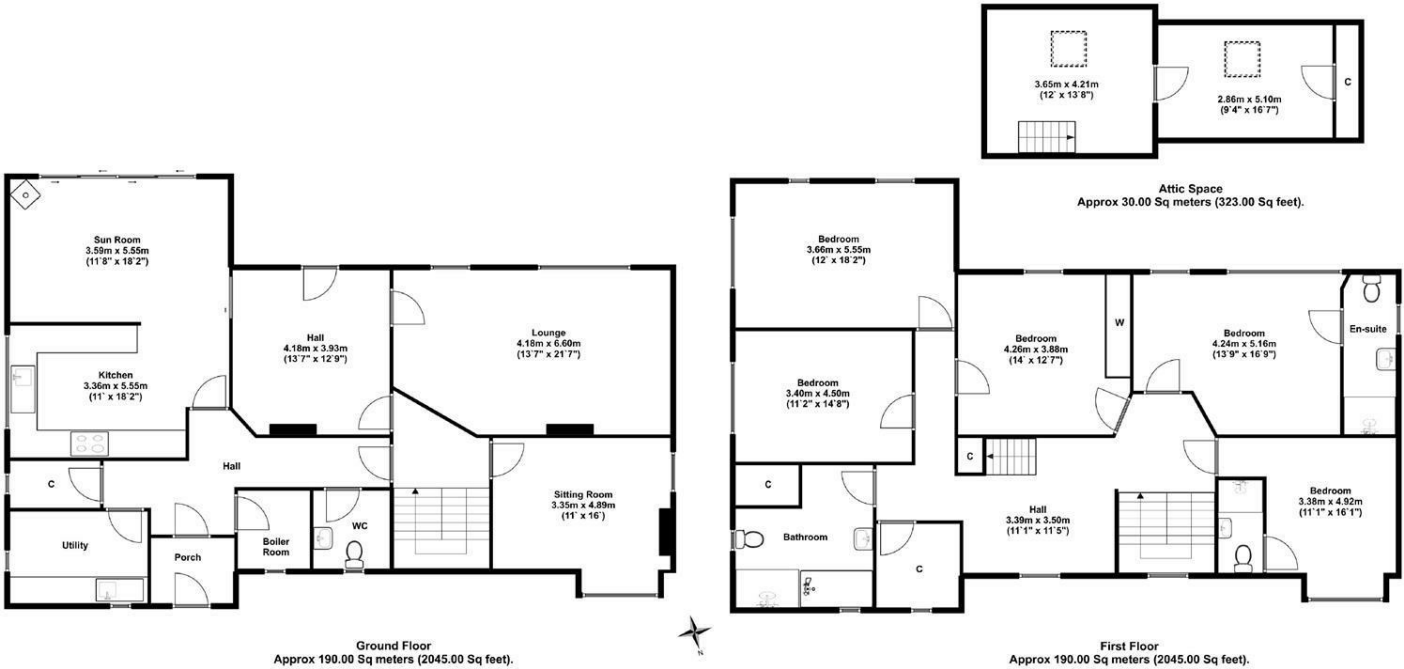 3.65m x 4.21m
(12` x 13'8")
2.86m x 5.10m
(9'4" x 16'7")
C
Attic Space
Approx 30.00 Sq meters (323.00 Sq feet).
Sun Room
3.59m x 5.55m
(11'8" x 18'2")
Kitchen
3.36m x 5.55m
(11` x 18'2")
Hall
4.18m x 3.93m
(13'7" x 12'9")
Lounge
4.18m x 6.60m
(13'7" x 21'7")
Hall
C
Utility
Porch
Boiler
Room
WC
Sitting Room
3.35m x 4.89m
(11` x 16`)
Ground Floor
Approx 190.00 Sq meters (2045.00 Sq feet).
N
Bedroom
3.66m x 5.55m
(12` x 18'2")
Bedroom
3.40m x 4.50m
(11'2" x 14'8")
Bedroom
4.26m x 3.88m
(14` x 12'7")
W
Bedroom
4.24m x 5.16m
(13'9" x 16'9")
En-suite
C
C
Bathroom
C
Hall
3.39m x 3.50m
(11'1" x 11'5")
Bedroom
3.38m x 4.92m
(11'1" x 16'1")
First Floor
Approx 190.00 Sq meters (2045.00 Sq feet).